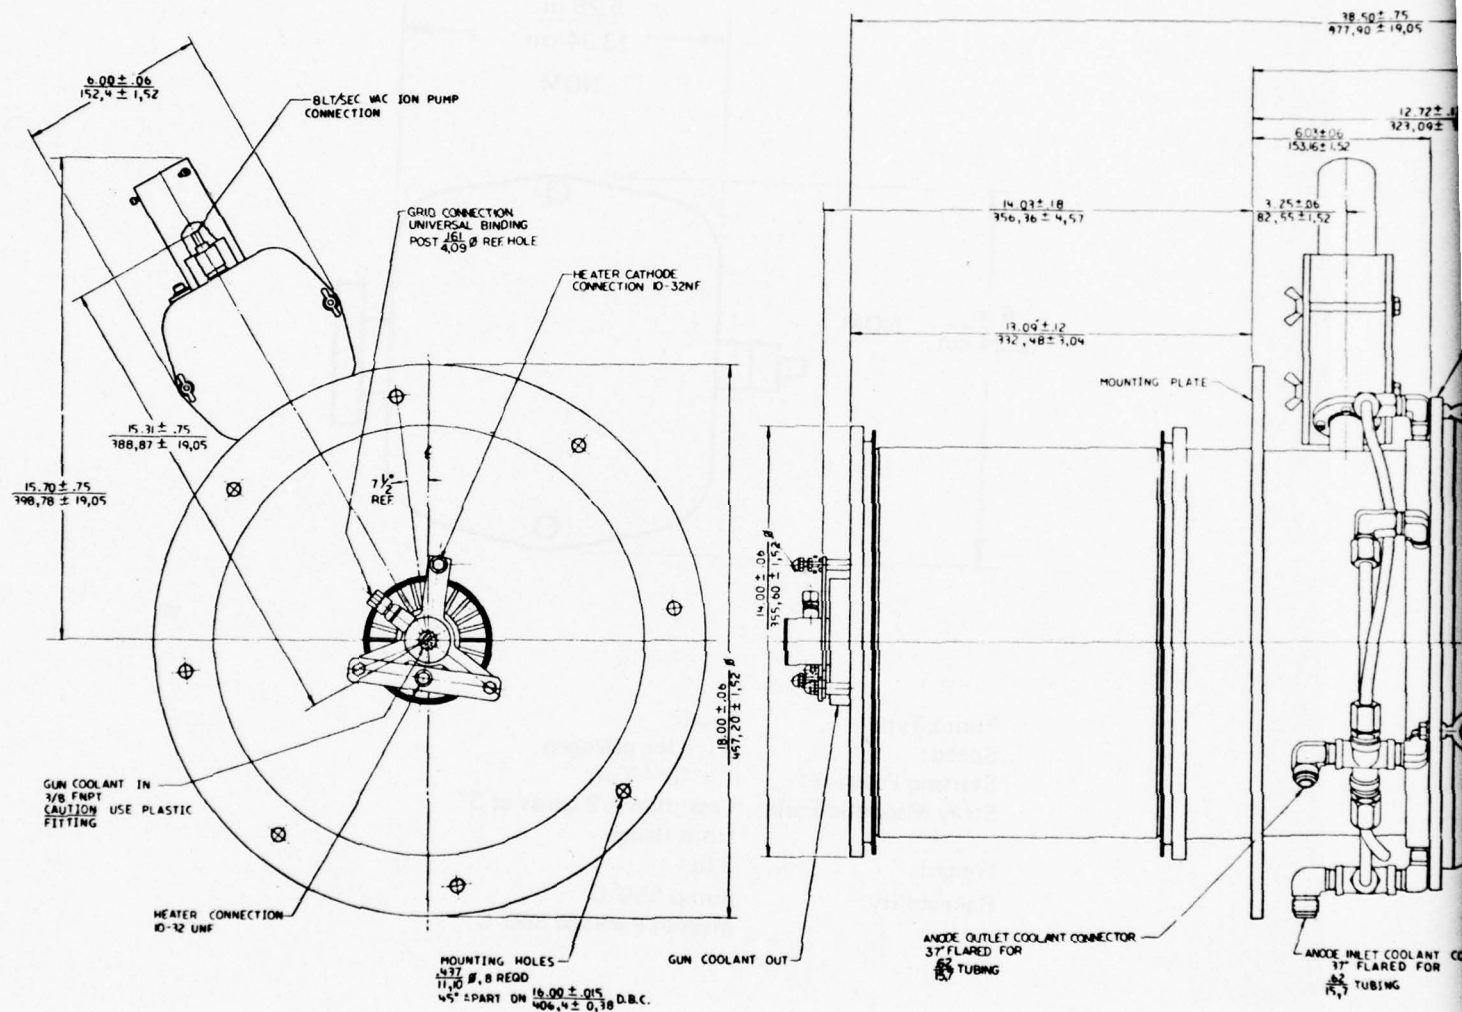 38.50 ± .75
977,90 ± 19,05
6.00 ± .06
152,4 ± 1,52
8LT/SEC VAC ION PUMP
CONNECTION
12.72 ±
323,09 ±
6.03 ± .06
153,16 ± 1,52
GRID CONNECTION
UNIVERSAL BINDING
POST .161 Ø REF. HOLE
4,09
14.03 ± .18
356,36 ± 4,57
3.25 ± .06
82,55 ± 1,52
HEATER CATHODE
CONNECTION 10-32NF
13.09 ± .12
332,48 ± 3,04
MOUNTING PLATE
15.31 ± .75
388,87 ± 19,05
15.70 ± .75
398,78 ± 19,05
7 1/2°
REF.
14.00 ± .06 Ø
355,60 ± 1,52
18.00 ± .06 Ø
457,20 ± 1,52
GUN COOLANT IN
3/8 FNPT
CAUTION USE PLASTIC
FITTING
HEATER CONNECTION
10-32 UNF
MOUNTING HOLES
.437
11,10 Ø, 8 REQD
45° APART ON 16.00 ± .015 D.B.C.
406,4 ± 0,38
GUN COOLANT OUT
ANODE OUTLET COOLANT CONNECTOR
37° FLARED FOR
.62 TUBING
15,7
ANODE INLET COOLANT
37° FLARED FOR
.62 TUBING
15,7